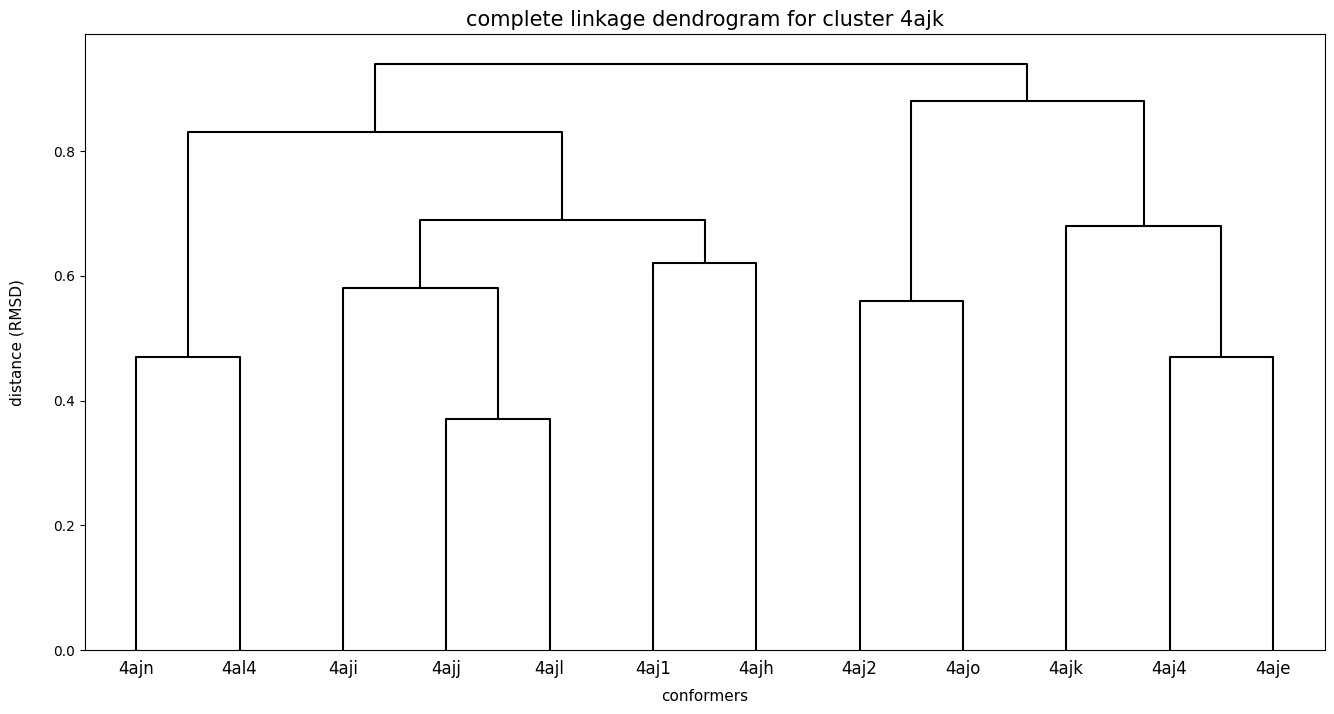 complete linkage dendrogram for cluster 4ajk
distance (RMSD)
0.8
0.6
0.4
0.2
0.0
4ajn 4al4 4aji 4ajj 4ajl 4aj1 4ajh 4aj2 4ajo 4ajk 4aj4 4aje
conformers